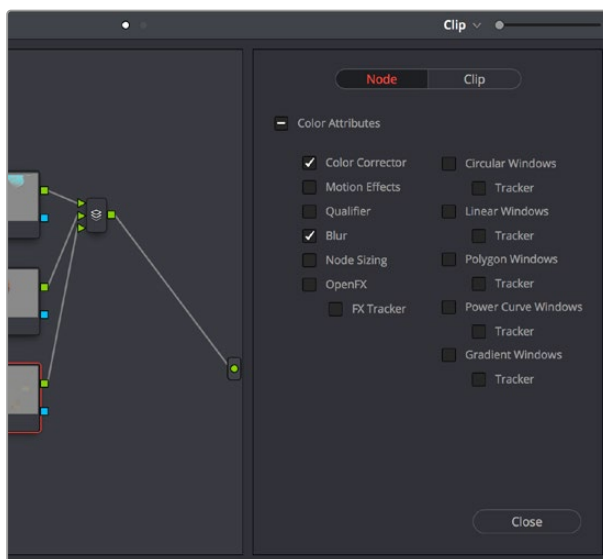 Clip
Node
Clip
Color Attributes
Color Corrector
Motion Effects
Qualifier
Blur
Node Sizing
OpenFX
FX Tracker
Circular Windows
Tracker
Linear Windows
Tracker
Polygon Windows
Tracker
Power Curve Windows
Tracker
Gradient Windows
Tracker
Close